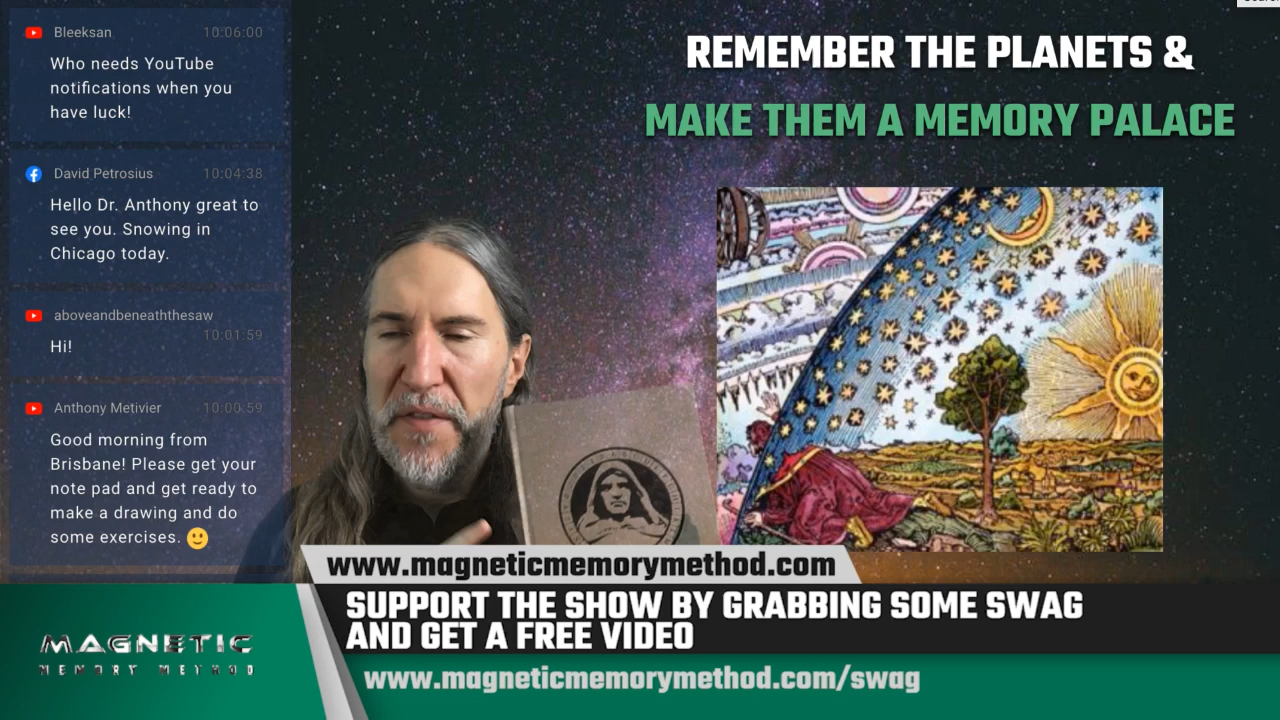 Bleeksan 10:06:00
Who needs YouTube
notifications when you
have luck!
David Petrosius 10:04:38
Hello Dr. Anthony great to
see you. Snowing in
Chicago today.
aboveandbeneaththesaw
10:01:59
Hi!
Anthony Metivier 10:00:59
Good morning from
Brisbane! Please get your
note pad and get ready to
make a drawing and do
some exercises. 🙂
REMEMBER THE PLANETS &
MAKE THEM A MEMORY PALACE
www.magneticmemorymethod.com
SUPPORT THE SHOW BY GRABBING SOME SWAG
AND GET A FREE VIDEO
www.magneticmemorymethod.com/swag
MAGNETIC
MEMORY METHOD